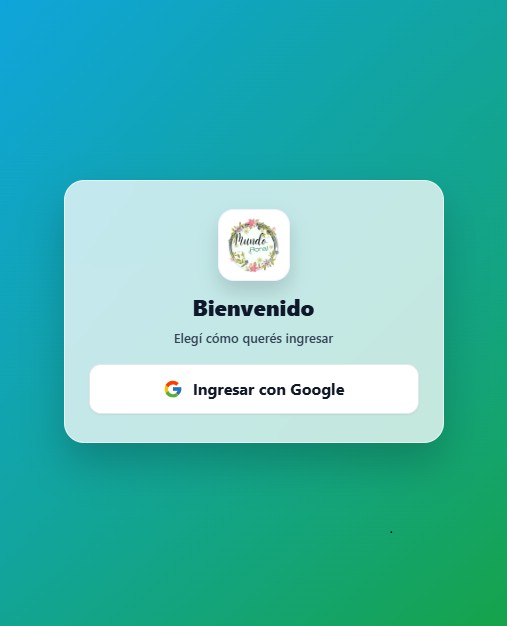 Mundo
Floral
Bienvenido
Elegí cómo querés ingresar
Ingresar con Google